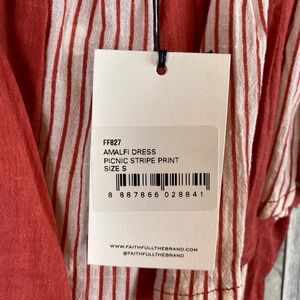 FF827
AMALFI DRESS
PICNIC STRIPE PRINT
SIZE S
8 887866 028841
WWW.FAITHFULLTHEBRAND.COM
@FAITHFULLTHEBRAND